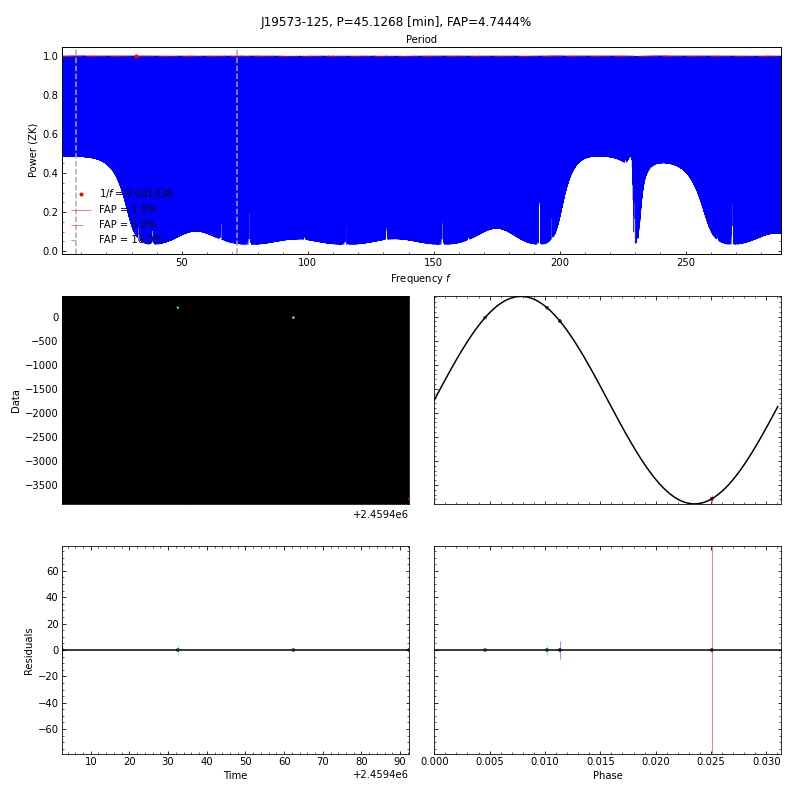 J19573-125, P=45.1268 [min], FAP=4.7444%
Period
1.0
0.8
0.6
0.4
0.2
0.0
Power (ZK)
1/f = 0.031338
FAP = 1.0%
FAP =
FAP =
50 100 150 200 250
Frequency f
0
−500
−1000
−1500
−2000
−2500
−3000
−3500
Data
+2.4594e6
60
40
20
0
−20
−40
−60
Residuals
10 20 30 40 50 60 70 80 90
Time
+2.4594e6
0.000 0.005 0.010 0.015 0.020 0.025 0.030
Phase